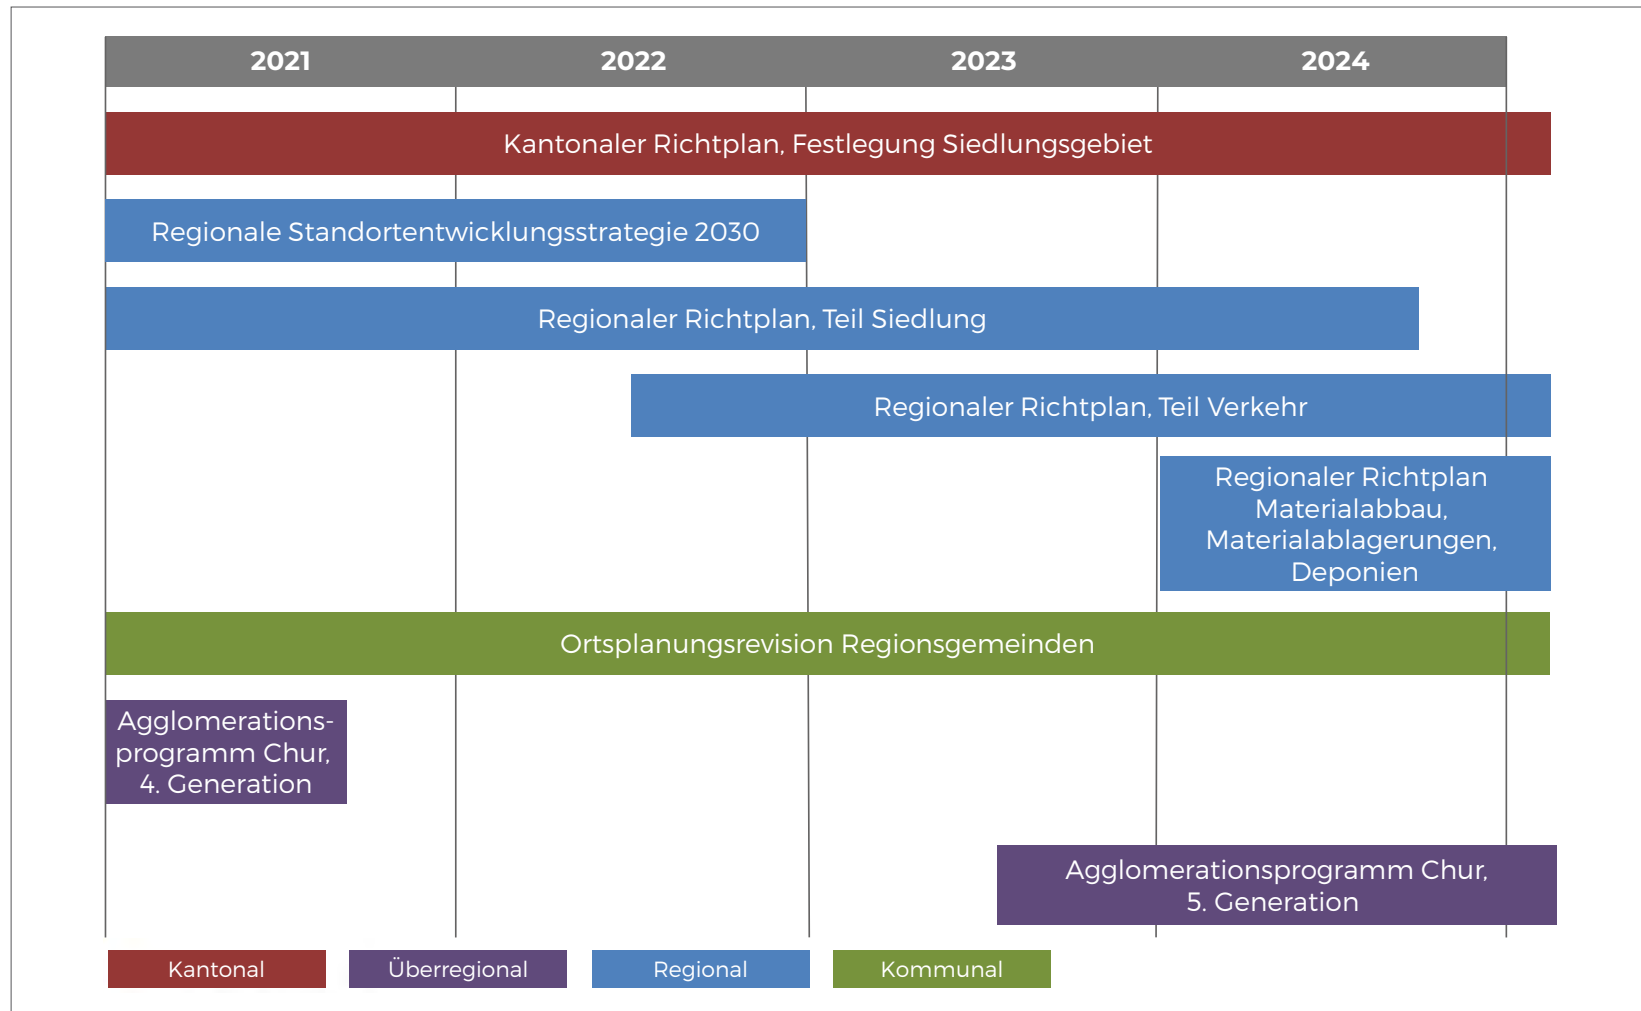 2021 2022 2023 2024
Kantonaler Richtplan, Festlegung Siedlungsgebiet
Regionale Standortentwicklungsstrategie 2030
Regionaler Richtplan, Teil Siedlung
Regionaler Richtplan, Teil Verkehr
Regionaler Richtplan
Materialabbau,
Materialablagerungen,
Deponien
Ortsplanungsrevision Regionsgemeinden
Agglomerations-
programm Chur,
4. Generation
Agglomerationsprogramm Chur,
5. Generation
Kantonal Überregional Regional Kommunal